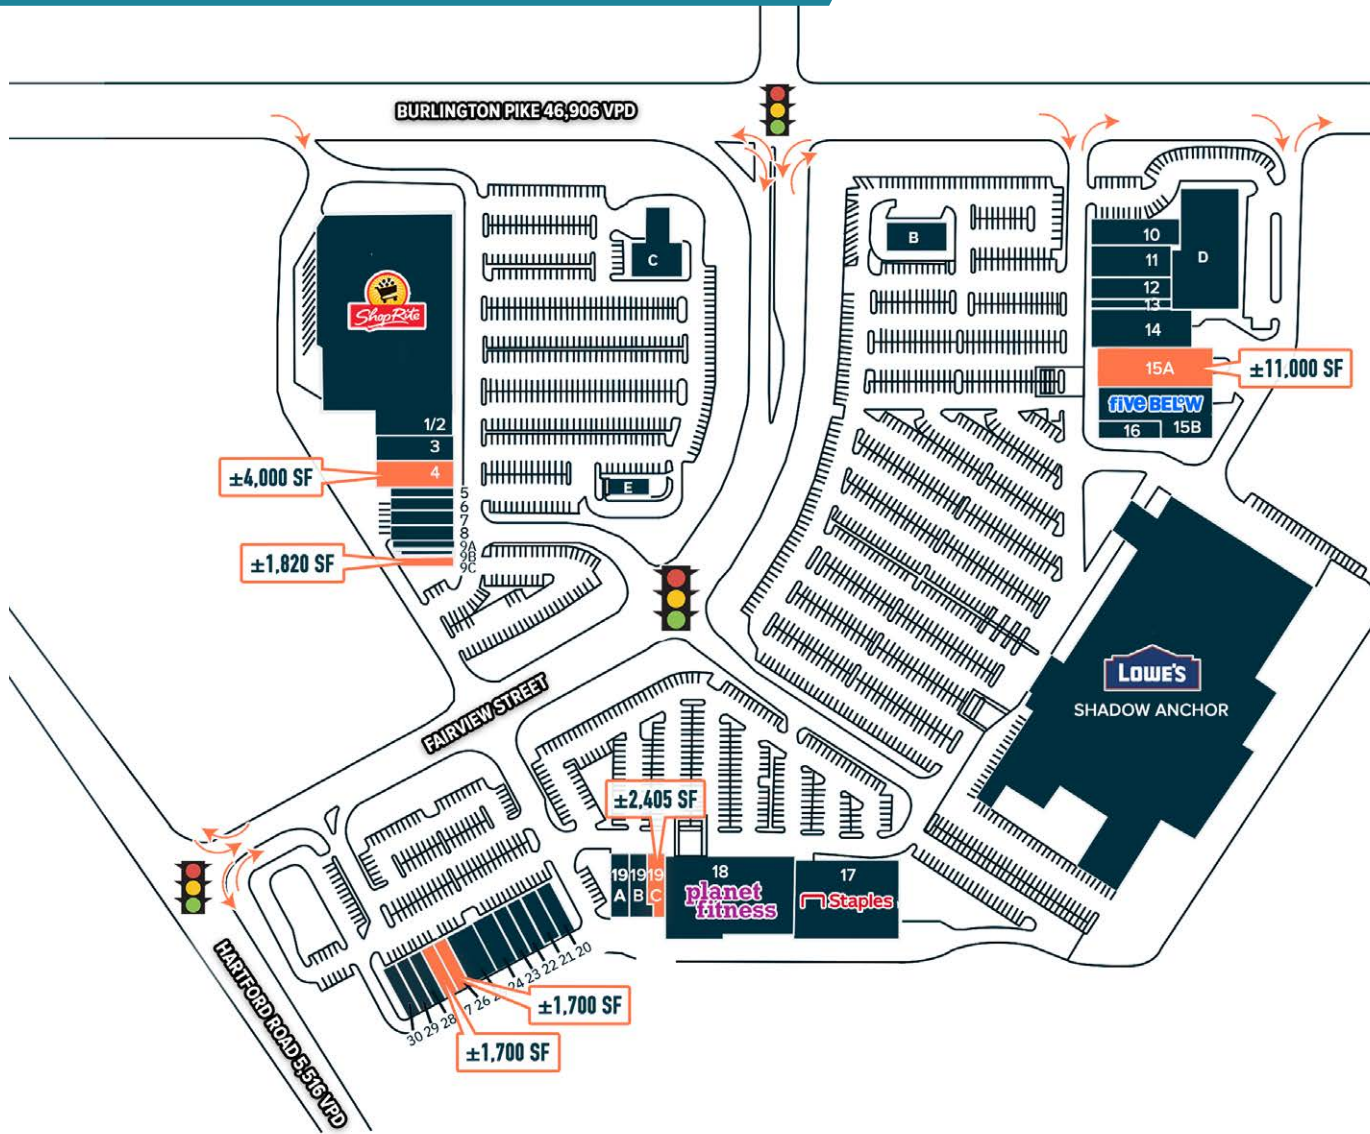 BURLINGTON PIKE 46,906 VPD
B
C
10
11
D
12
13
14
15A
±11,000 SF
five BEL°W
16
15B
ShopRite
1/2
3
4
±4,000 SF
5
6
7
8
9A
9B
9C
±1,820 SF
E
LOWE'S
SHADOW ANCHOR
FAIRVIEW STREET
±2,405 SF
19
A
19
B
19
C
18
planet
fitness
17
Staples
HARTFORD ROAD 5,516 VPD
30
29
28
26
24
23
22
21
20
±1,700 SF
±1,700 SF